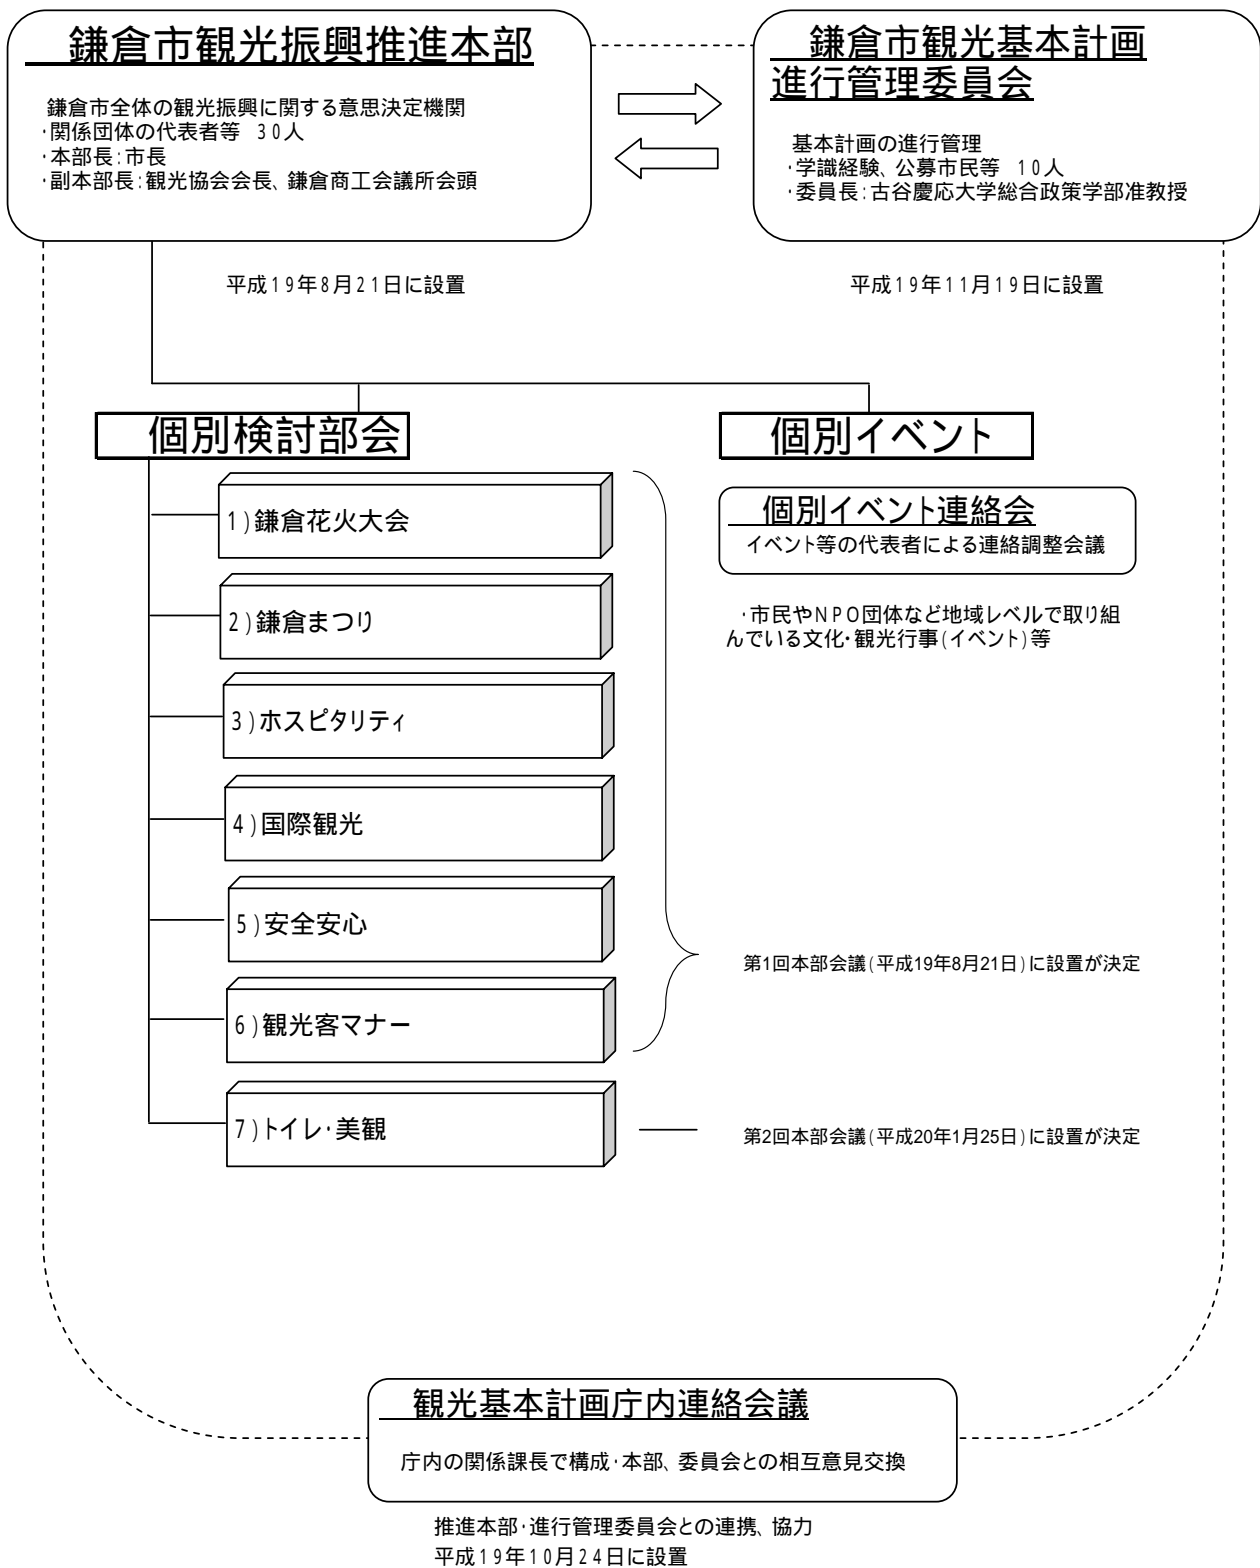 鎌倉市観光振興推進本部
鎌倉市全体の観光振興に関する意思決定機関
・関係団体の代表者等 30人
・本部長:市長
・副本部長:観光協会会長、鎌倉商工会議所会頭
平成19年8月21日に設置
鎌倉市観光基本計画
進行管理委員会
基本計画の進行管理
・学識経験、公募市民等 10人
・委員長:古谷慶応大学総合政策学部准教授
平成19年11月19日に設置
個別検討部会
1)鎌倉花火大会
2)鎌倉まつり
3)ホスピタリティ
4)国際観光
5)安全安心
6)観光客マナー
7)トイレ・美観
個別イベント
個別イベント連絡会
イベント等の代表者による連絡調整会議
・市民やNPO団体など地域レベルで取り組
んでいる文化・観光行事(イベント)等
第1回本部会議(平成19年8月21日)に設置が決定
第2回本部会議(平成20年1月25日)に設置が決定
観光基本計画庁内連絡会議
庁内の関係課長で構成・本部、委員会との相互意見交換
推進本部・進行管理委員会との連携、協力
平成19年10月24日に設置